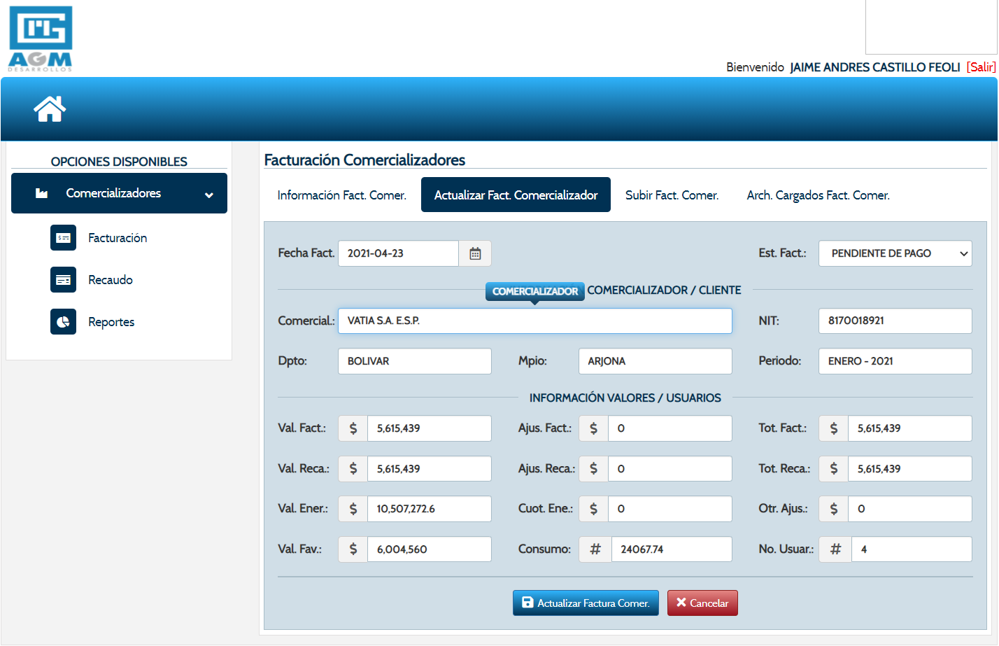 AGM
DESARROLLOS
Bienvenido JAIME ANDRES CASTILLO FEOLI [Salir]
OPCIONES DISPONIBLES
Comercializadores
Facturación
Recaudo
Reportes
Facturación Comercializadores
Información Fact. Comer. Actualizar Fact. Comercializador Subir Fact. Comer. Arch. Cargados Fact. Comer.
Fecha Fact. 2021-04-23 Est. Fact.: PENDIENTE DE PAGO
COMERCIALIZADOR COMERCIALIZADOR / CLIENTE
Comercial.: VATIA S.A. E.S.P. NIT: 8170018921
Dpto: BOLIVAR Mpio: ARJONA Periodo: ENERO - 2021
INFORMACIÓN VALORES / USUARIOS
Val. Fact.: $ 5,615,439 Ajus. Fact.: $ 0 Tot. Fact.: $ 5,615,439
Val. Reca.: $ 5,615,439 Ajus. Reca.: $ 0 Tot. Reca.: $ 5,615,439
Val. Ener.: $ 10,507,272.6 Cuot. Ene.: $ 0 Otr. Ajus.: $ 0
Val. Fav.: $ 6,004,560 Consumo: # 24067.74 No. Usuar.: # 4
Actualizar Factura Comer. Cancelar